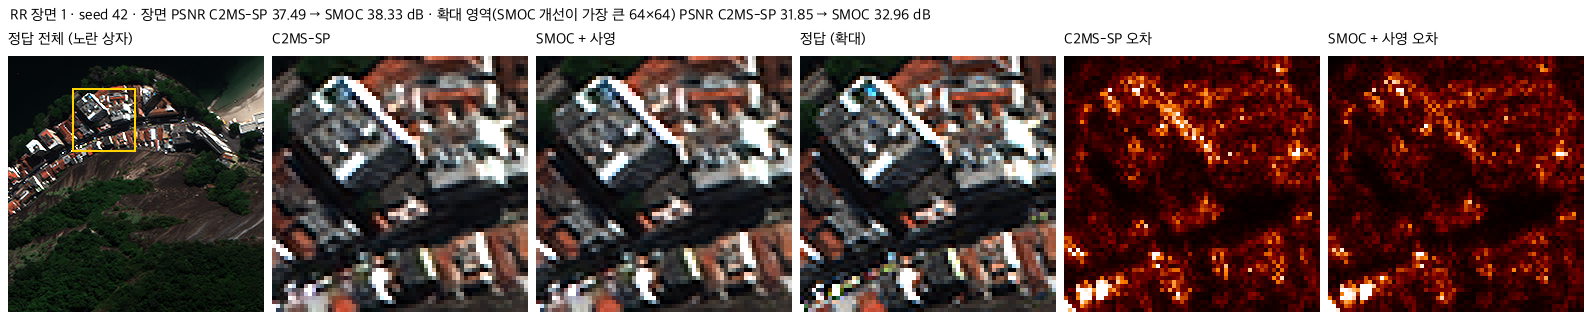 RR 장면 1 · seed 42 · 장면 PSNR C2MS-SP 37.49 → SMOC 38.33 dB · 확대 영역(SMOC 개선이 가장 큰 64×64) PSNR C2MS-SP 31.85 → SMOC 32.96 dB
정답 전체 (노란 상자)
C2MS-SP
SMOC + 사영
정답 (확대)
C2MS-SP 오차
SMOC + 사영 오차